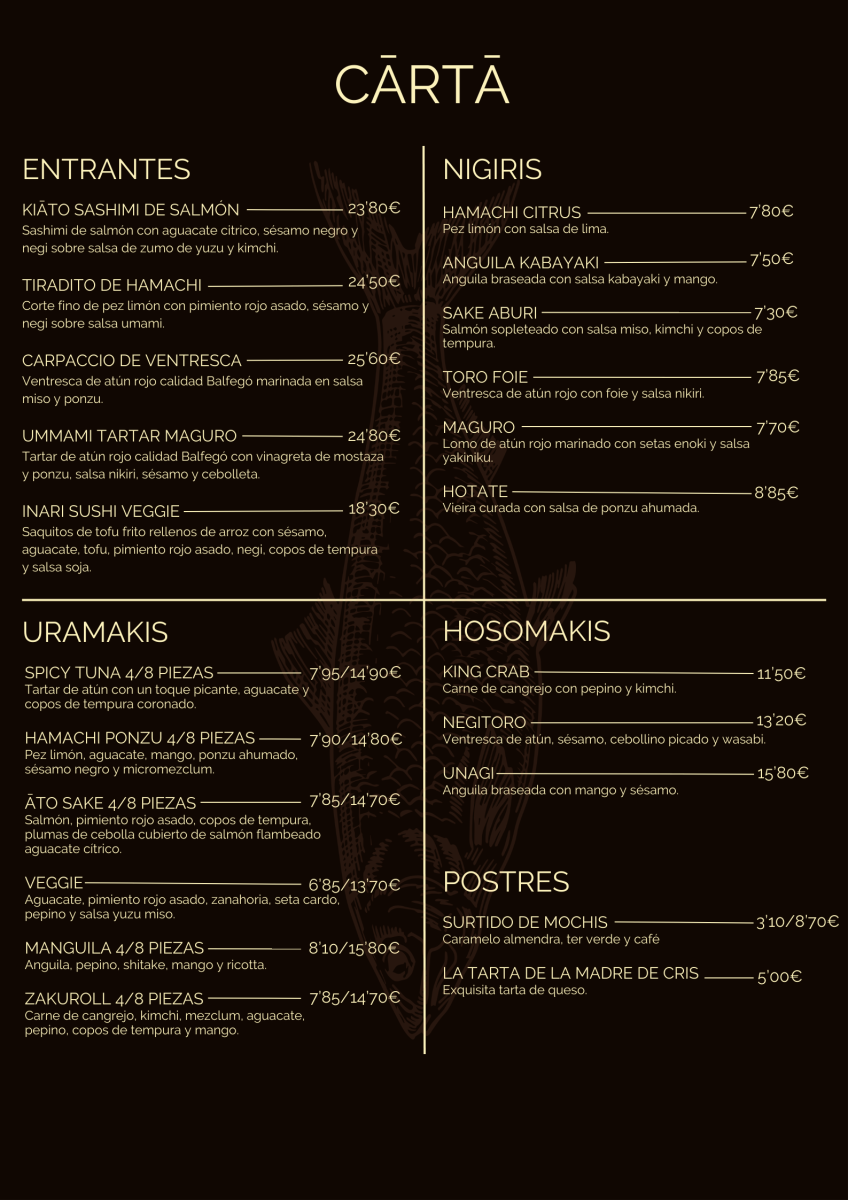 CĀRTĀ
ENTRANTES
KIĀTO SASHIMI DE SALMÓN 23'80€
Sashimi de salmón con aguacate citrico, sésamo negro y
negi sobre salsa de zumo de yuzu y kimchi.
TIRADITO DE HAMACHI 24'50€
Corte fino de pez limón con pimiento rojo asado, sésamo y
negi sobre salsa umami.
CARPACCIO DE VENTRESCA 25'60€
Ventresca de atún rojo calidad Balfegó marinada en salsa
miso y ponzu.
UMMAMI TARTAR MAGURO 24'80€
Tartar de atún rojo calidad Balfegó con vinagreta de mostaza
y ponzu, salsa nikiri, sésamo y cebolleta.
INARI SUSHI VEGGIE 18'30€
Saquitos de tofu frito rellenos de arroz con sésamo,
aguacate, tofu, pimiento rojo asado, negi, copos de tempura
y salsa soja.
NIGIRIS
HAMACHI CITRUS 7'80€
Pez limón con salsa de lima.
ANGUILA KABAYAKI 7'50€
Anguila braseada con salsa kabayaki y mango.
SAKE ABURI 7'30€
Salmón sopleteado con salsa miso, kimchi y copos de
tempura.
TORO FOIE 7'85€
Ventresca de atún rojo con foie y salsa nikiri.
MAGURO 7'70€
Lomo de atún rojo marinado con setas enoki y salsa
yakiniku.
HOTATE 8'85€
Vieira curada con salsa de ponzu ahumada.
URAMAKIS
SPICY TUNA 4/8 PIEZAS 7'95/14'90€
Tartar de atún con un toque picante, aguacate y
copos de tempura coronado.
HAMACHI PONZU 4/8 PIEZAS 7'90/14'80€
Pez limón, aguacate, mango, ponzu ahumado,
sésamo negro y micromezclum.
ĀTO SAKE 4/8 PIEZAS 7'85/14'70€
Salmón, pimiento rojo asado, copos de tempura,
plumas de cebolla cubierto de salmón flambeado
aguacate cítrico.
VEGGIE 6'85/13'70€
Aguacate, pimiento rojo asado, zanahoria, seta cardo,
pepino y salsa yuzu miso.
MANGUILA 4/8 PIEZAS 8'10/15'80€
Anguila, pepino, shitake, mango y ricotta.
ZAKUROLL 4/8 PIEZAS 7'85/14'70€
Carne de cangrejo, kimchi, mezclum, aguacate,
pepino, copos de tempura y mango.
HOSOMAKIS
KING CRAB 11'50€
Carne de cangrejo con pepino y kimchi.
NEGITORO 13'20€
Ventresca de atún, sésamo, cebollino picado y wasabi.
UNAGI 15'80€
Anguila braseada con mango y sésamo.
POSTRES
SURTIDO DE MOCHIS 3'10/8'70€
Caramelo almendra, ter verde y café
LA TARTA DE LA MADRE DE CRIS 5'00€
Exquisita tarta de queso.